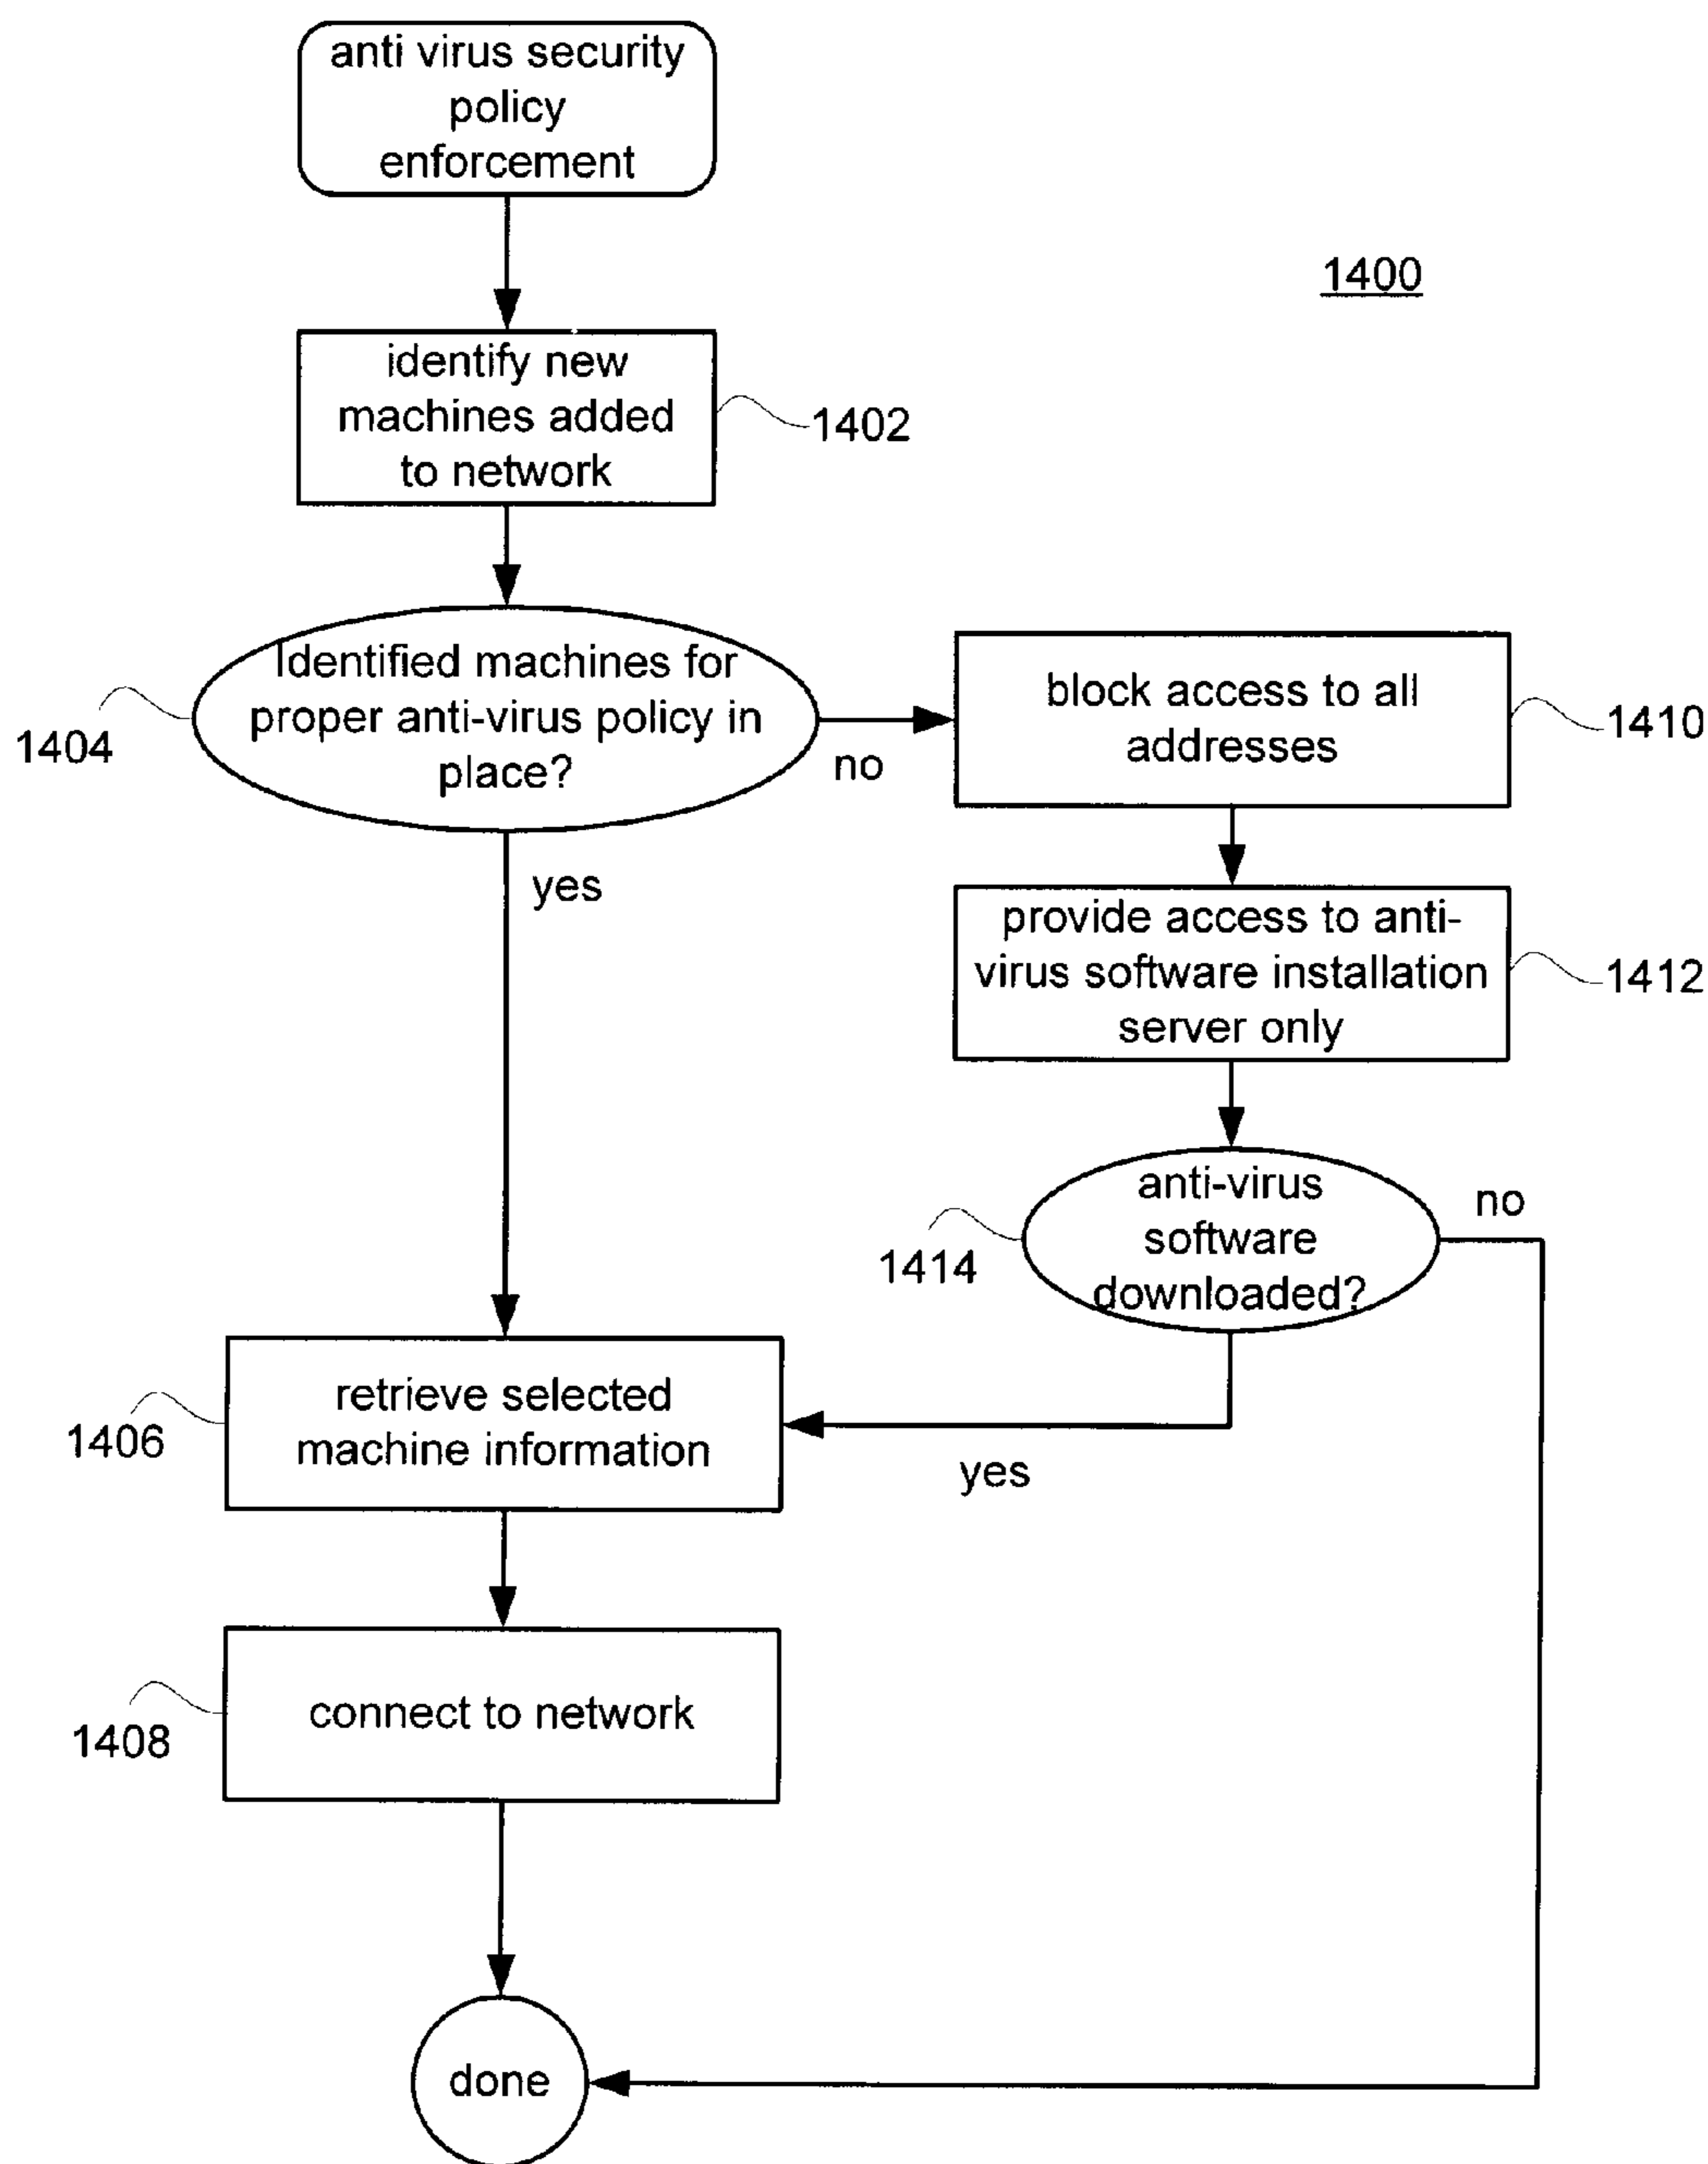 anti virus security
policy
enforcement
1400
identify new
machines added
to network
1402
Identified machines for
proper anti-virus policy in
place?
1404
no
block access to all
addresses
1410
yes
provide access to anti-
virus software installation
server only
1412
anti-virus
software
downloaded?
no
1414
retrieve selected
machine information
1406
yes
connect to network
1408
done